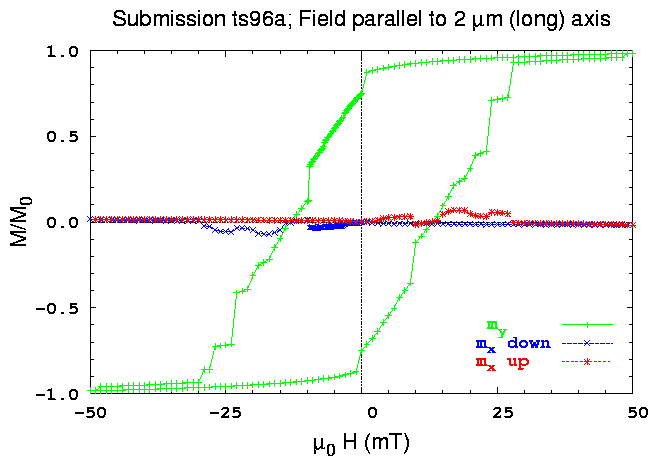 Submission ts96a; Field parallel to 2 μm (long) axis
1.0
0.5
0.0
−0.5
−1.0
M/M₀
m_y
m_x down
m_x up
−50 −25 0 25 50
μ₀ H (mT)